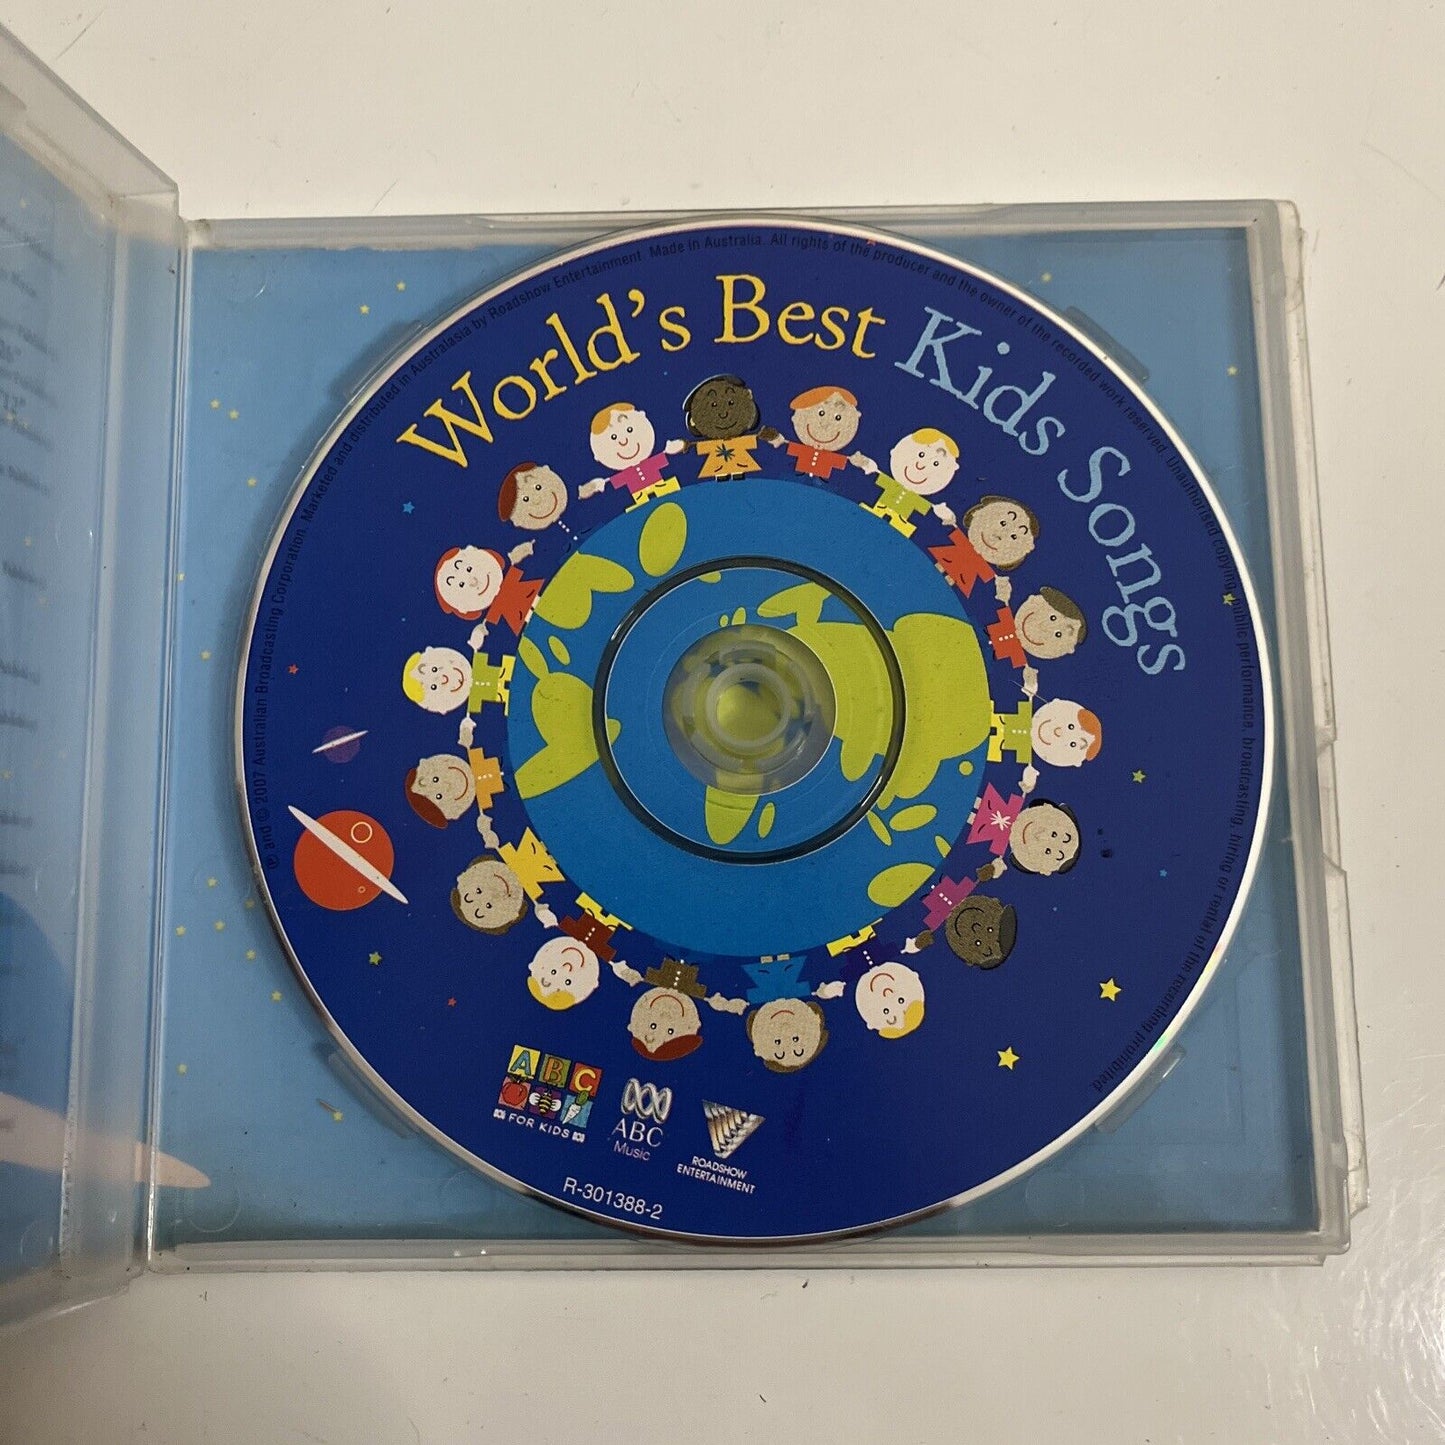 World's Best Kids Songs
℗ and © 2007 Australian Broadcasting Corporation. Marketed and distributed in Australasia by Roadshow Entertainment. Made in Australia. All rights of the producer and the owner of the recorded work reserved. Unauthorised copying, public performance, broadcasting, hiring or rental of the recording prohibited
ABC
FOR KIDS
ABC
Music
ROADSHOW
ENTERTAINMENT
R-301388-2